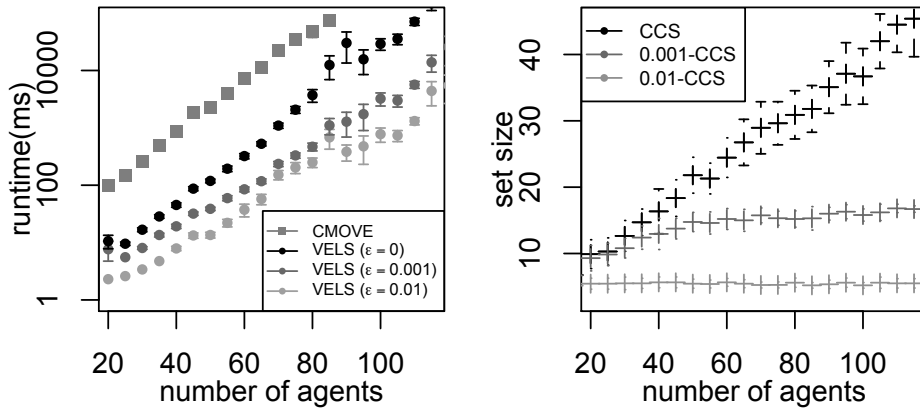 runtime(ms)
10000
100
1
CMOVE
VELS (ε = 0)
VELS (ε = 0.001)
VELS (ε = 0.01)
20 40 60 80 100
number of agents
set size
40
30
20
10
CCS
0.001-CCS
0.01-CCS
20 40 60 80 100
number of agents